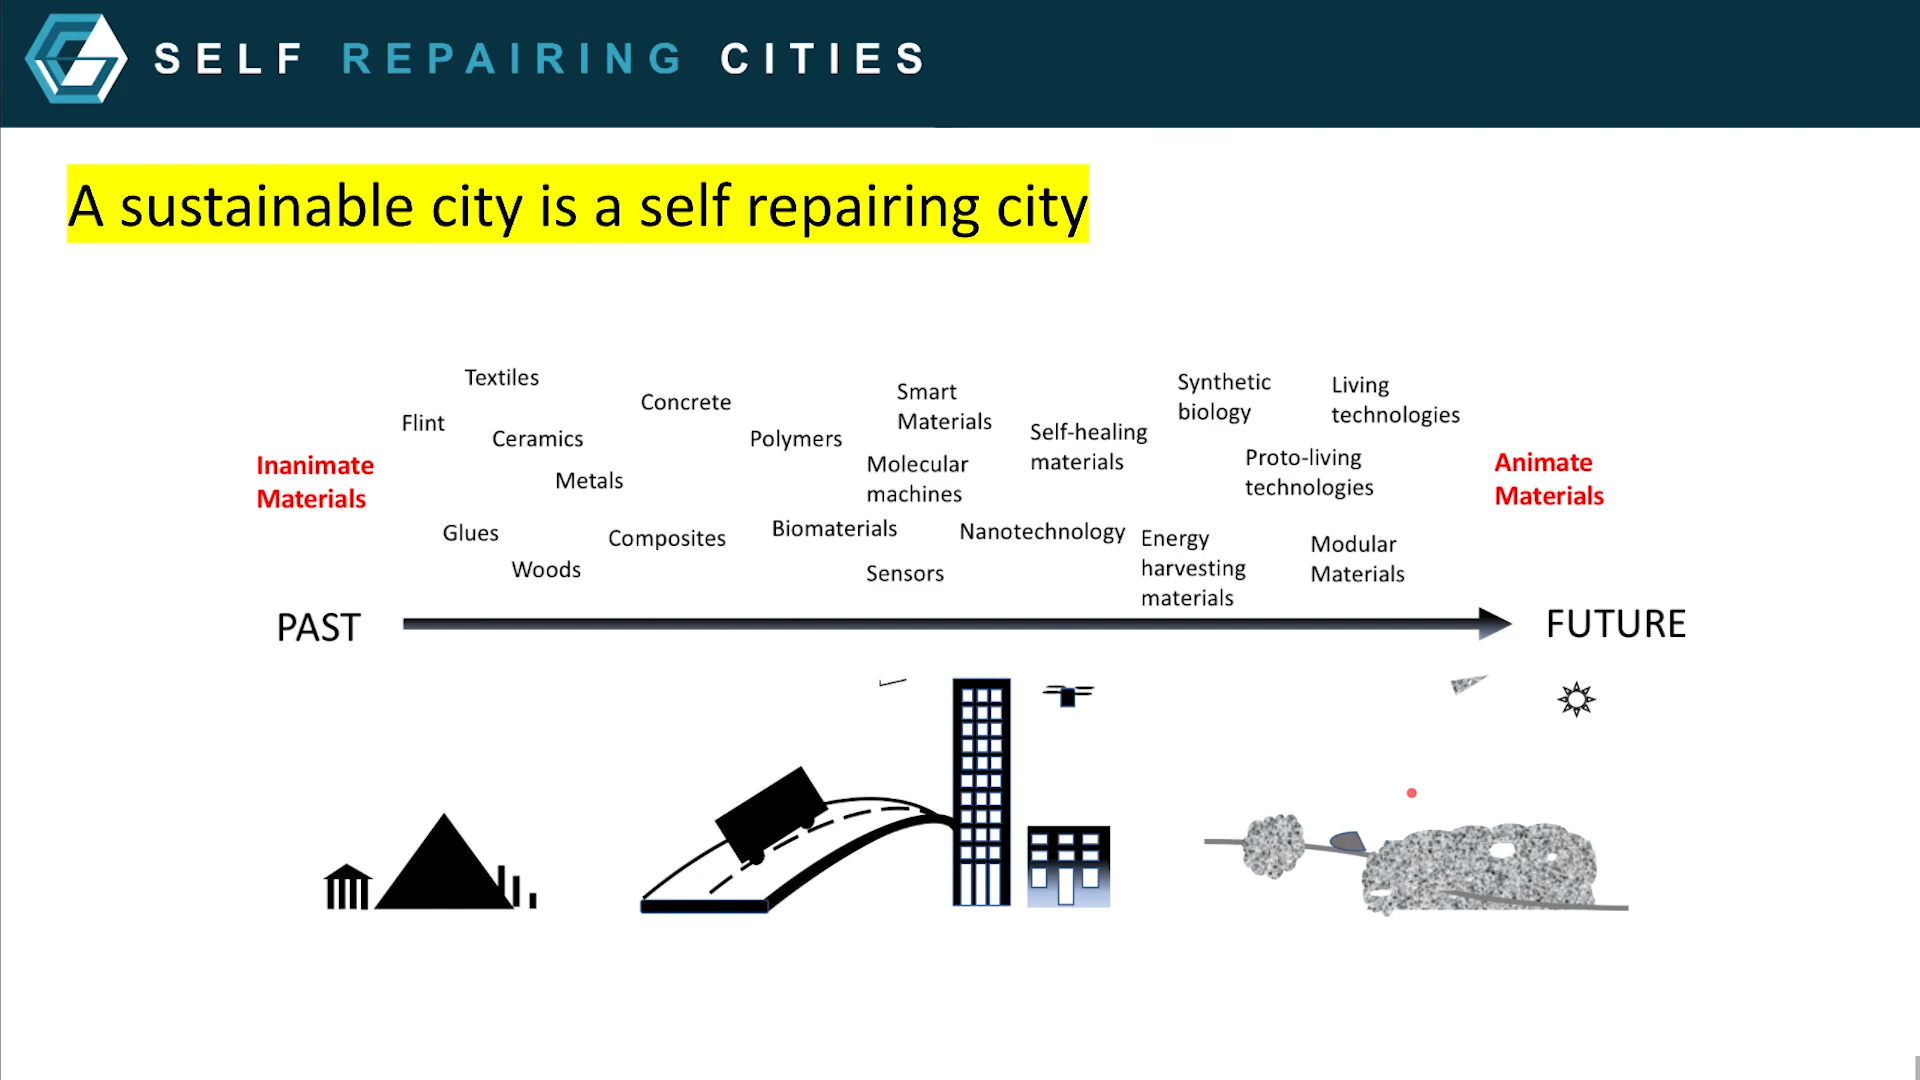 SELF REPAIRING CITIES
A sustainable city is a self repairing city
Textiles
Flint
Ceramics
Concrete
Metals
Polymers
Smart
Materials
Molecular
machines
Self-healing
materials
Synthetic
biology
Living
technologies
Proto-living
technologies
Inanimate
Materials
Animate
Materials
Glues
Woods
Composites
Biomaterials
Sensors
Nanotechnology
Energy
harvesting
materials
Modular
Materials
PAST
FUTURE